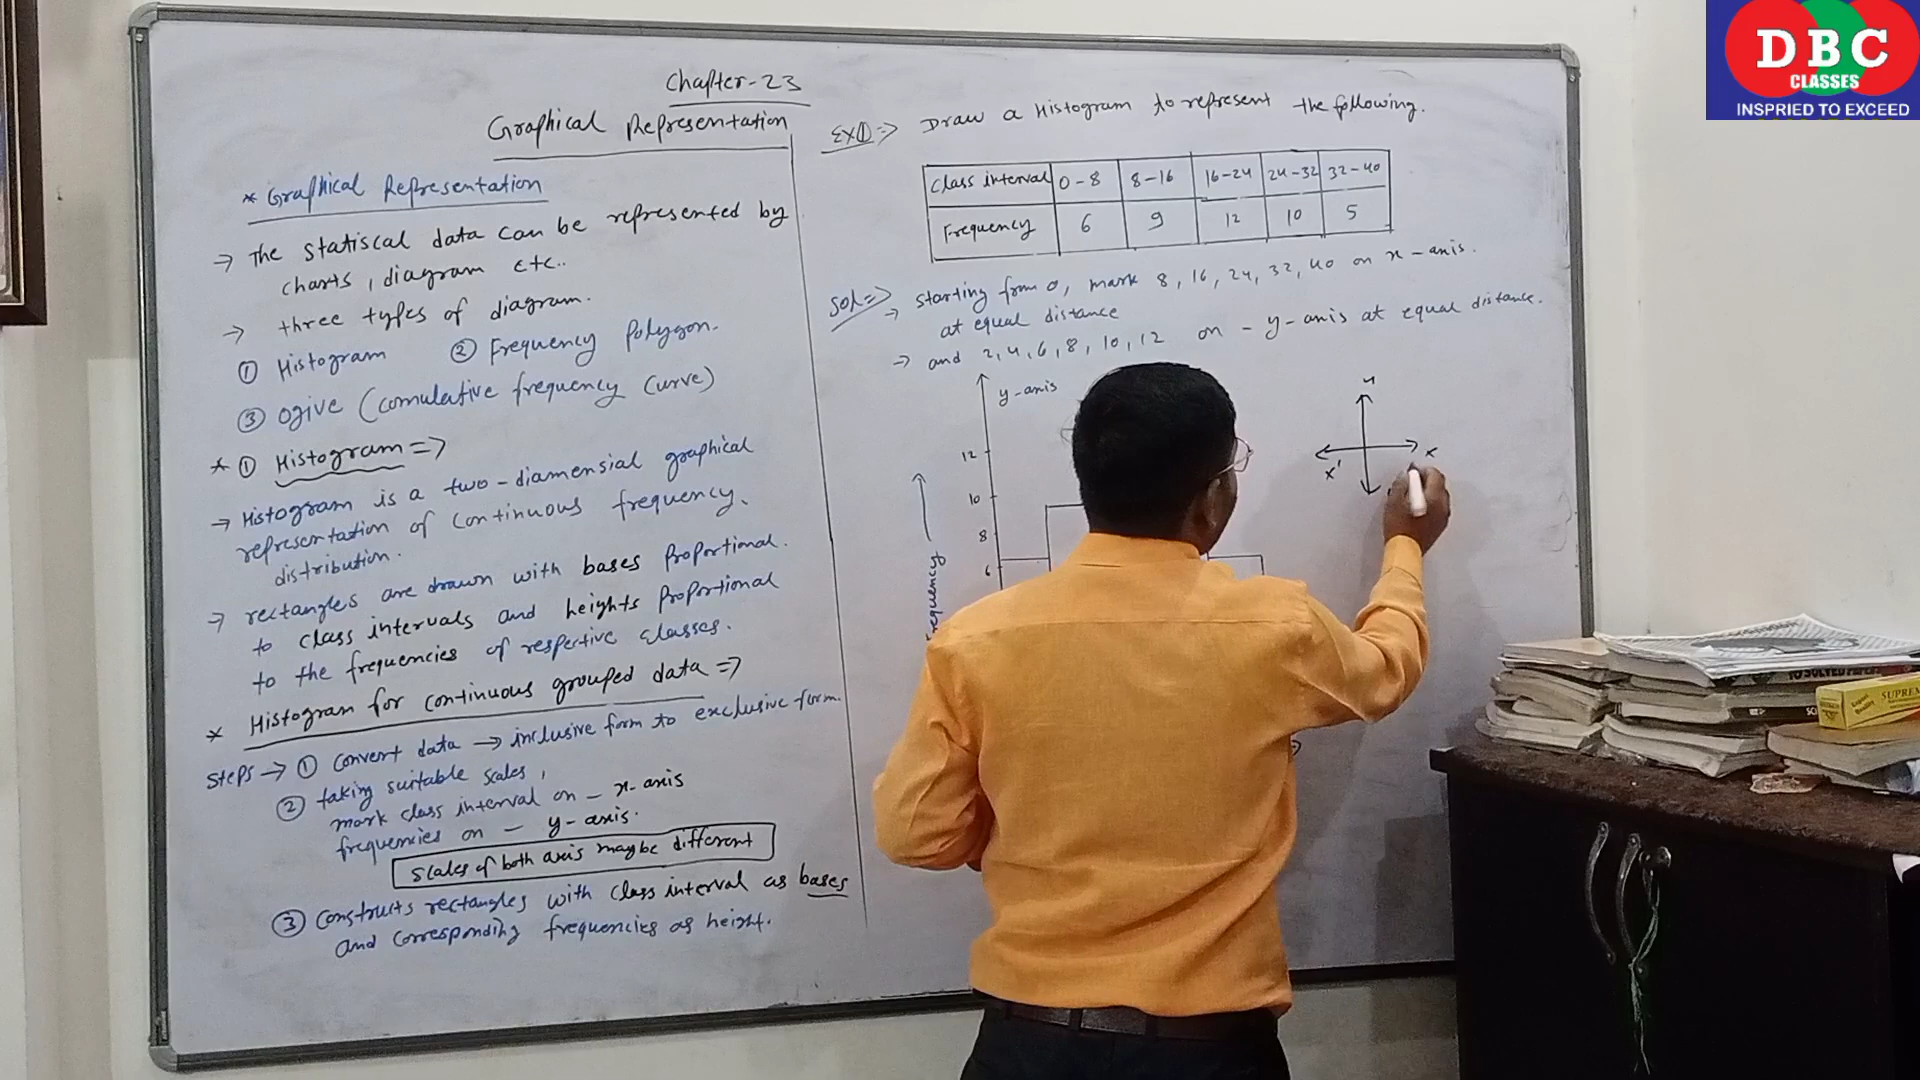 Chapter-23
Graphical Representation
* Graphical Representation
→ The statiscal data can be represented by
charts, diagram etc..
→ three types of diagram.
① Histogram ② Frequency Polygon.
③ Ogive (comulative frequency curve)
* ① Histogram =>
→ Histogram is a two-diamensial graphical
representation of continuous frequency.
distribution.
→ rectangles are drawn with bases Proportional.
to class intervals and heights Proportional
to the frequencies of respective classes.
* Histogram for continuous grouped data =>
Steps → ① convert data → inclusive form to exclusive form.
② taking suitable scales,
mark class interval on - x-axis
frequencies on - y-axis.
Scales of both axis maybe different
③ Constructs rectangles with class interval as bases
and corresponding frequencies as height.
Ex① => Draw a Histogram to represent the following.
Class interval 0-8 8-16 16-24 24-32 32-40
Frequency 6 9 12 10 5
Sol => → starting from 0, mark 8, 16, 24, 32, 40 on x-axis.
at equal distance
→ and 2, 4, 6, 8, 10, 12 on - y-axis at equal distance.
y-axis
12
10
8
6
x
x'
DBC
CLASSES
INSPRIED TO EXCEED
SUPREM